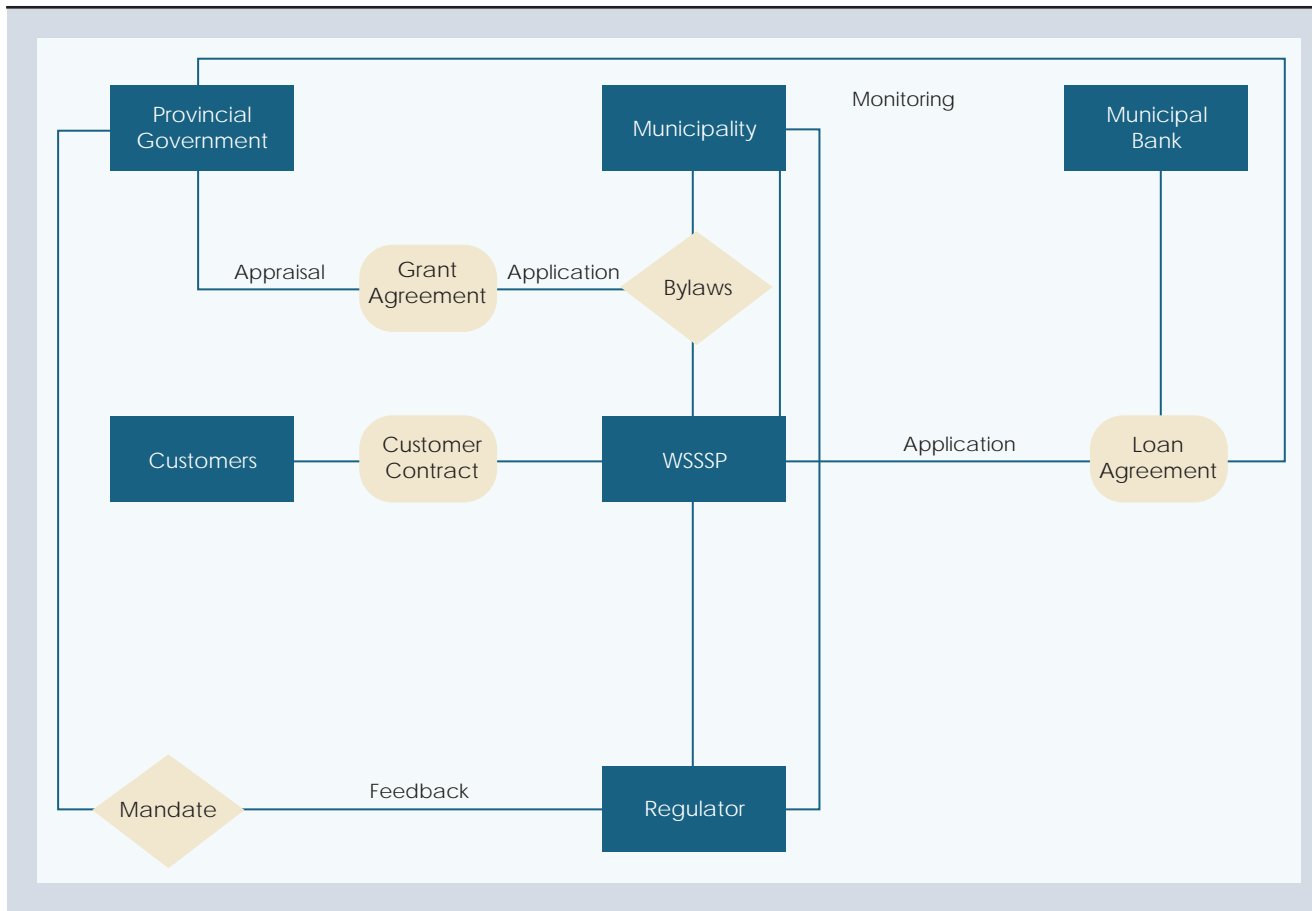 Monitoring
Provincial
Government
Municipality
Municipal
Bank
Appraisal
Grant
Agreement
Application
Bylaws
Customers
Customer
Contract
WSSSP
Application
Loan
Agreement
Mandate
Feedback
Regulator